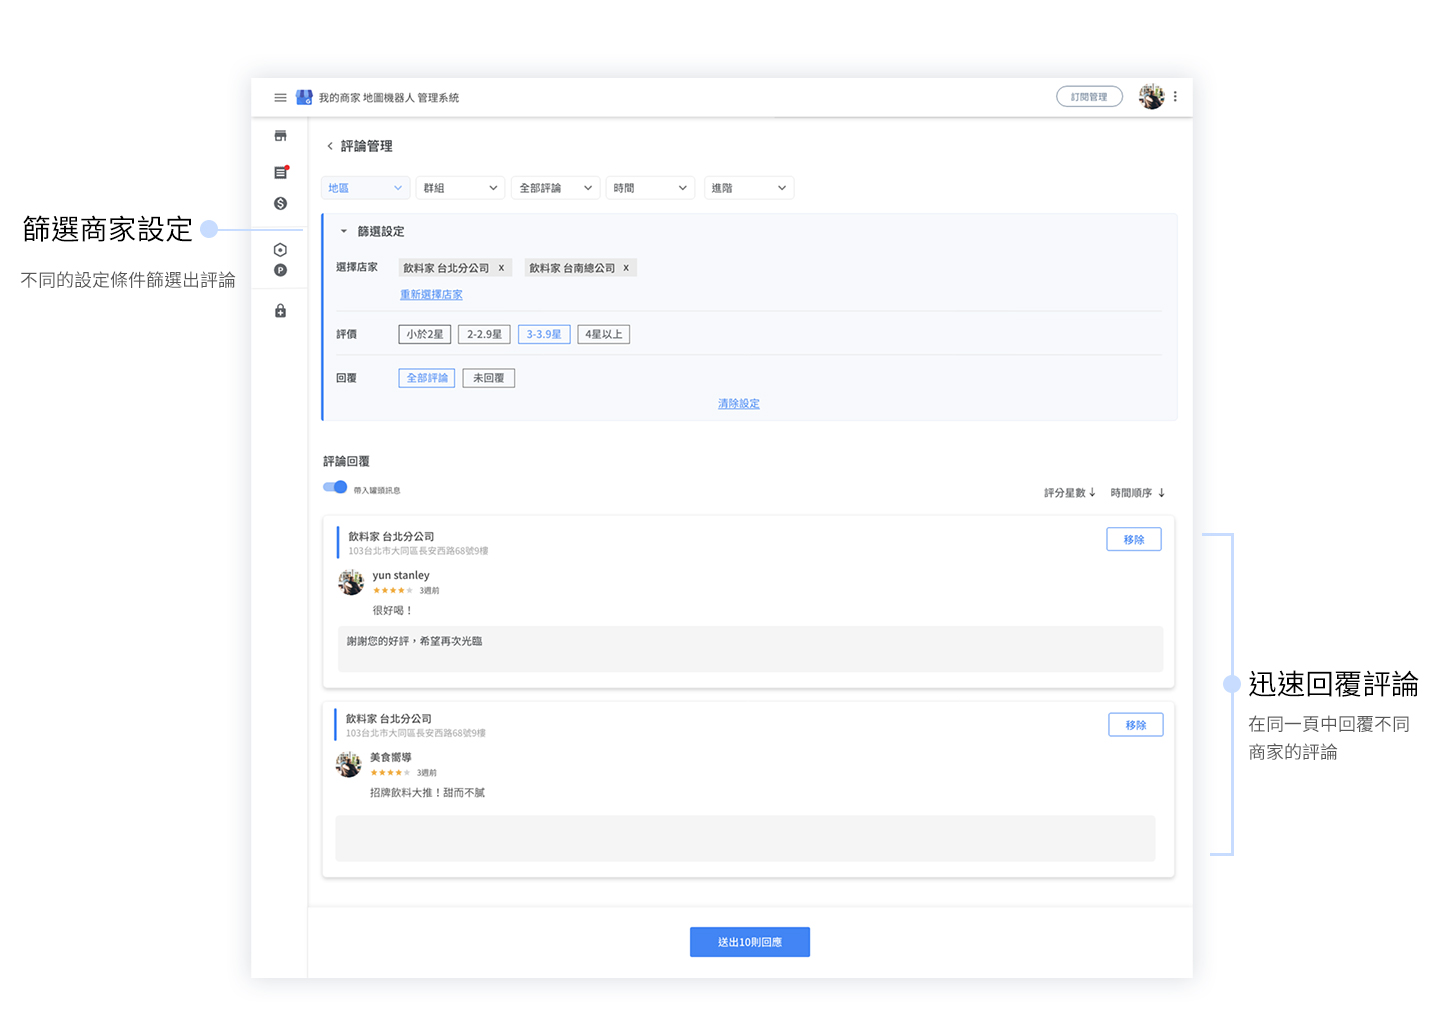 我的商家 地圖機器人 管理系統
訂閱管理
評論管理
地區
群組
全部評論
時間
進階
篩選商家設定
不同的設定條件篩選出評論
篩選設定
選擇店家
飲料家 台北分公司 x
飲料家 台南總公司 x
重新選擇店家
評價
小於2星
2-2.9星
3-3.9星
4星以上
回覆
全部評論
未回覆
清除設定
評論回覆
帶入罐頭訊息
評分星數↓
時間順序 ↓
飲料家 台北分公司
103台北市大同區長安西路68號9樓
移除
yun stanley
★★★★★ 3週前
很好喝！
謝謝您的好評，希望再次光臨
飲料家 台北分公司
103台北市大同區長安西路68號9樓
移除
美食嚮導
★★★★★ 3週前
招牌飲料大推！甜而不膩
迅速回覆評論
在同一頁中回覆不同
商家的評論
送出10則回應